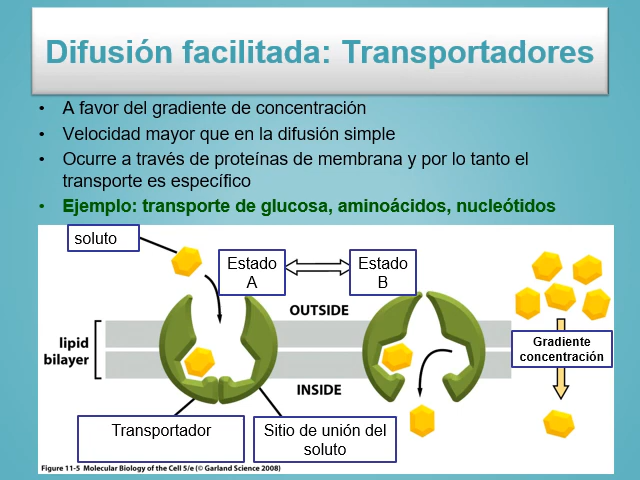 Difusión facilitada: Transportadores
• A favor del gradiente de concentración
• Velocidad mayor que en la difusión simple
• Ocurre a través de proteínas de membrana y por lo tanto el
transporte es específico
• Ejemplo: transporte de glucosa, aminoácidos, nucleótidos
soluto
Estado
A
Estado
B
OUTSIDE
lipid
bilayer
INSIDE
Gradiente
concentración
Transportador
Sitio de unión del
soluto
Figure 11-5 Molecular Biology of the Cell 5/e (© Garland Science 2008)